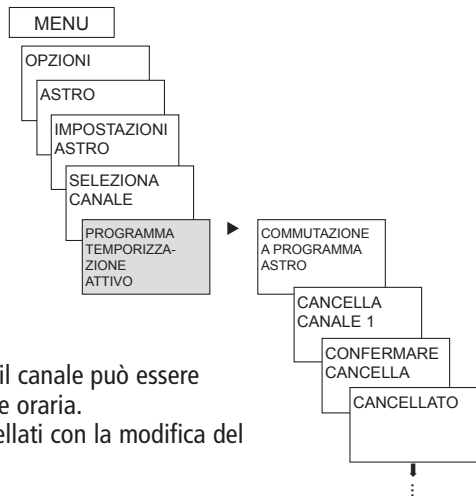 MENU
OPZIONI
ASTRO
IMPOSTAZIONI
ASTRO
SELEZIONA
CANALE
PROGRAMMA
TEMPORIZZA-
ZIONE
ATTIVO
COMMUTAZIONE
A PROGRAMMA
ASTRO
CANCELLA
CANALE 1
CONFERMARE
CANCELLA
CANCELLATO
il canale può essere
e oraria.
ellati con la modifica del